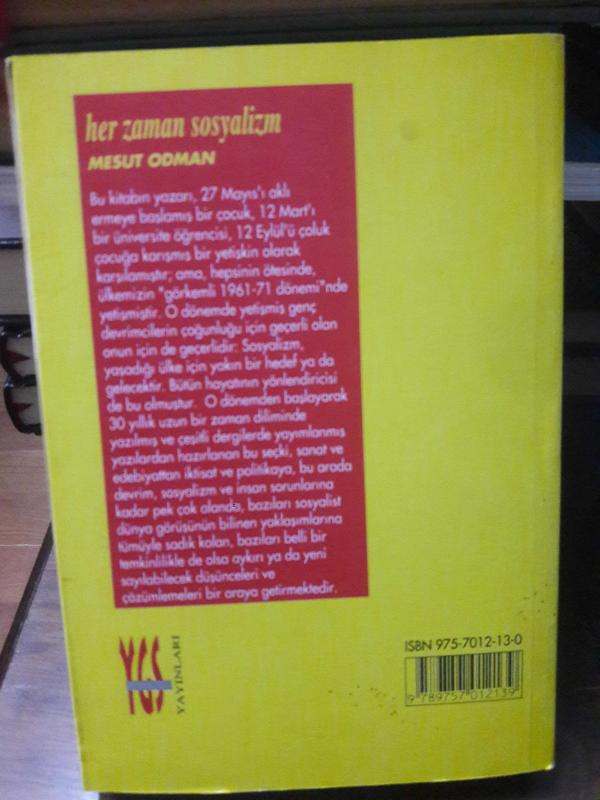 her zaman sosyalizm
MESUT ODMAN
Bu kitabın yazarı, 27 Mayıs'ı aklı
ermeye başlamış bir çocuk, 12 Mart'ı
bir üniversite öğrencisi, 12 Eylül'ü çoluk
çocuğa karışmış bir yetişkin olarak
karşılamıştır; ama, hepsinin ötesinde,
ülkemizin "görkemli 1961-71 dönemi"nde
yetişmiştir. O dönemde yetişmiş genç
devrimcilerin çoğunluğu için geçerli olan
onun için de geçerlidir: Sosyalizm,
yaşadığı ülke için yakın bir hedef ya da
gelecektir. Bütün hayatının yönlendiricisi
de bu olmuştur. O dönemden başlayarak
30 yıllık uzun bir zaman diliminde
yazılmış ve çeşitli dergilerde yayımlanmış
yazılardan hazırlanan bu seçki, sanat ve
edebiyattan iktisat ve politikaya, bu arada
devrim, sosyalizm ve insan sorunlarına
kadar pek çok alanda, bazıları sosyalist
dünya görüşünün bilinen yaklaşımlarına
tümüyle sadık kalan, bazıları belli bir
temkinlilikle de olsa aykırı ya da yeni
sayılabilecek düşünceleri ve
çözümlemeleri bir araya getirmektedir.
YGS
YAYINLARI
ISBN 975-7012-13-0
9 789757 012139